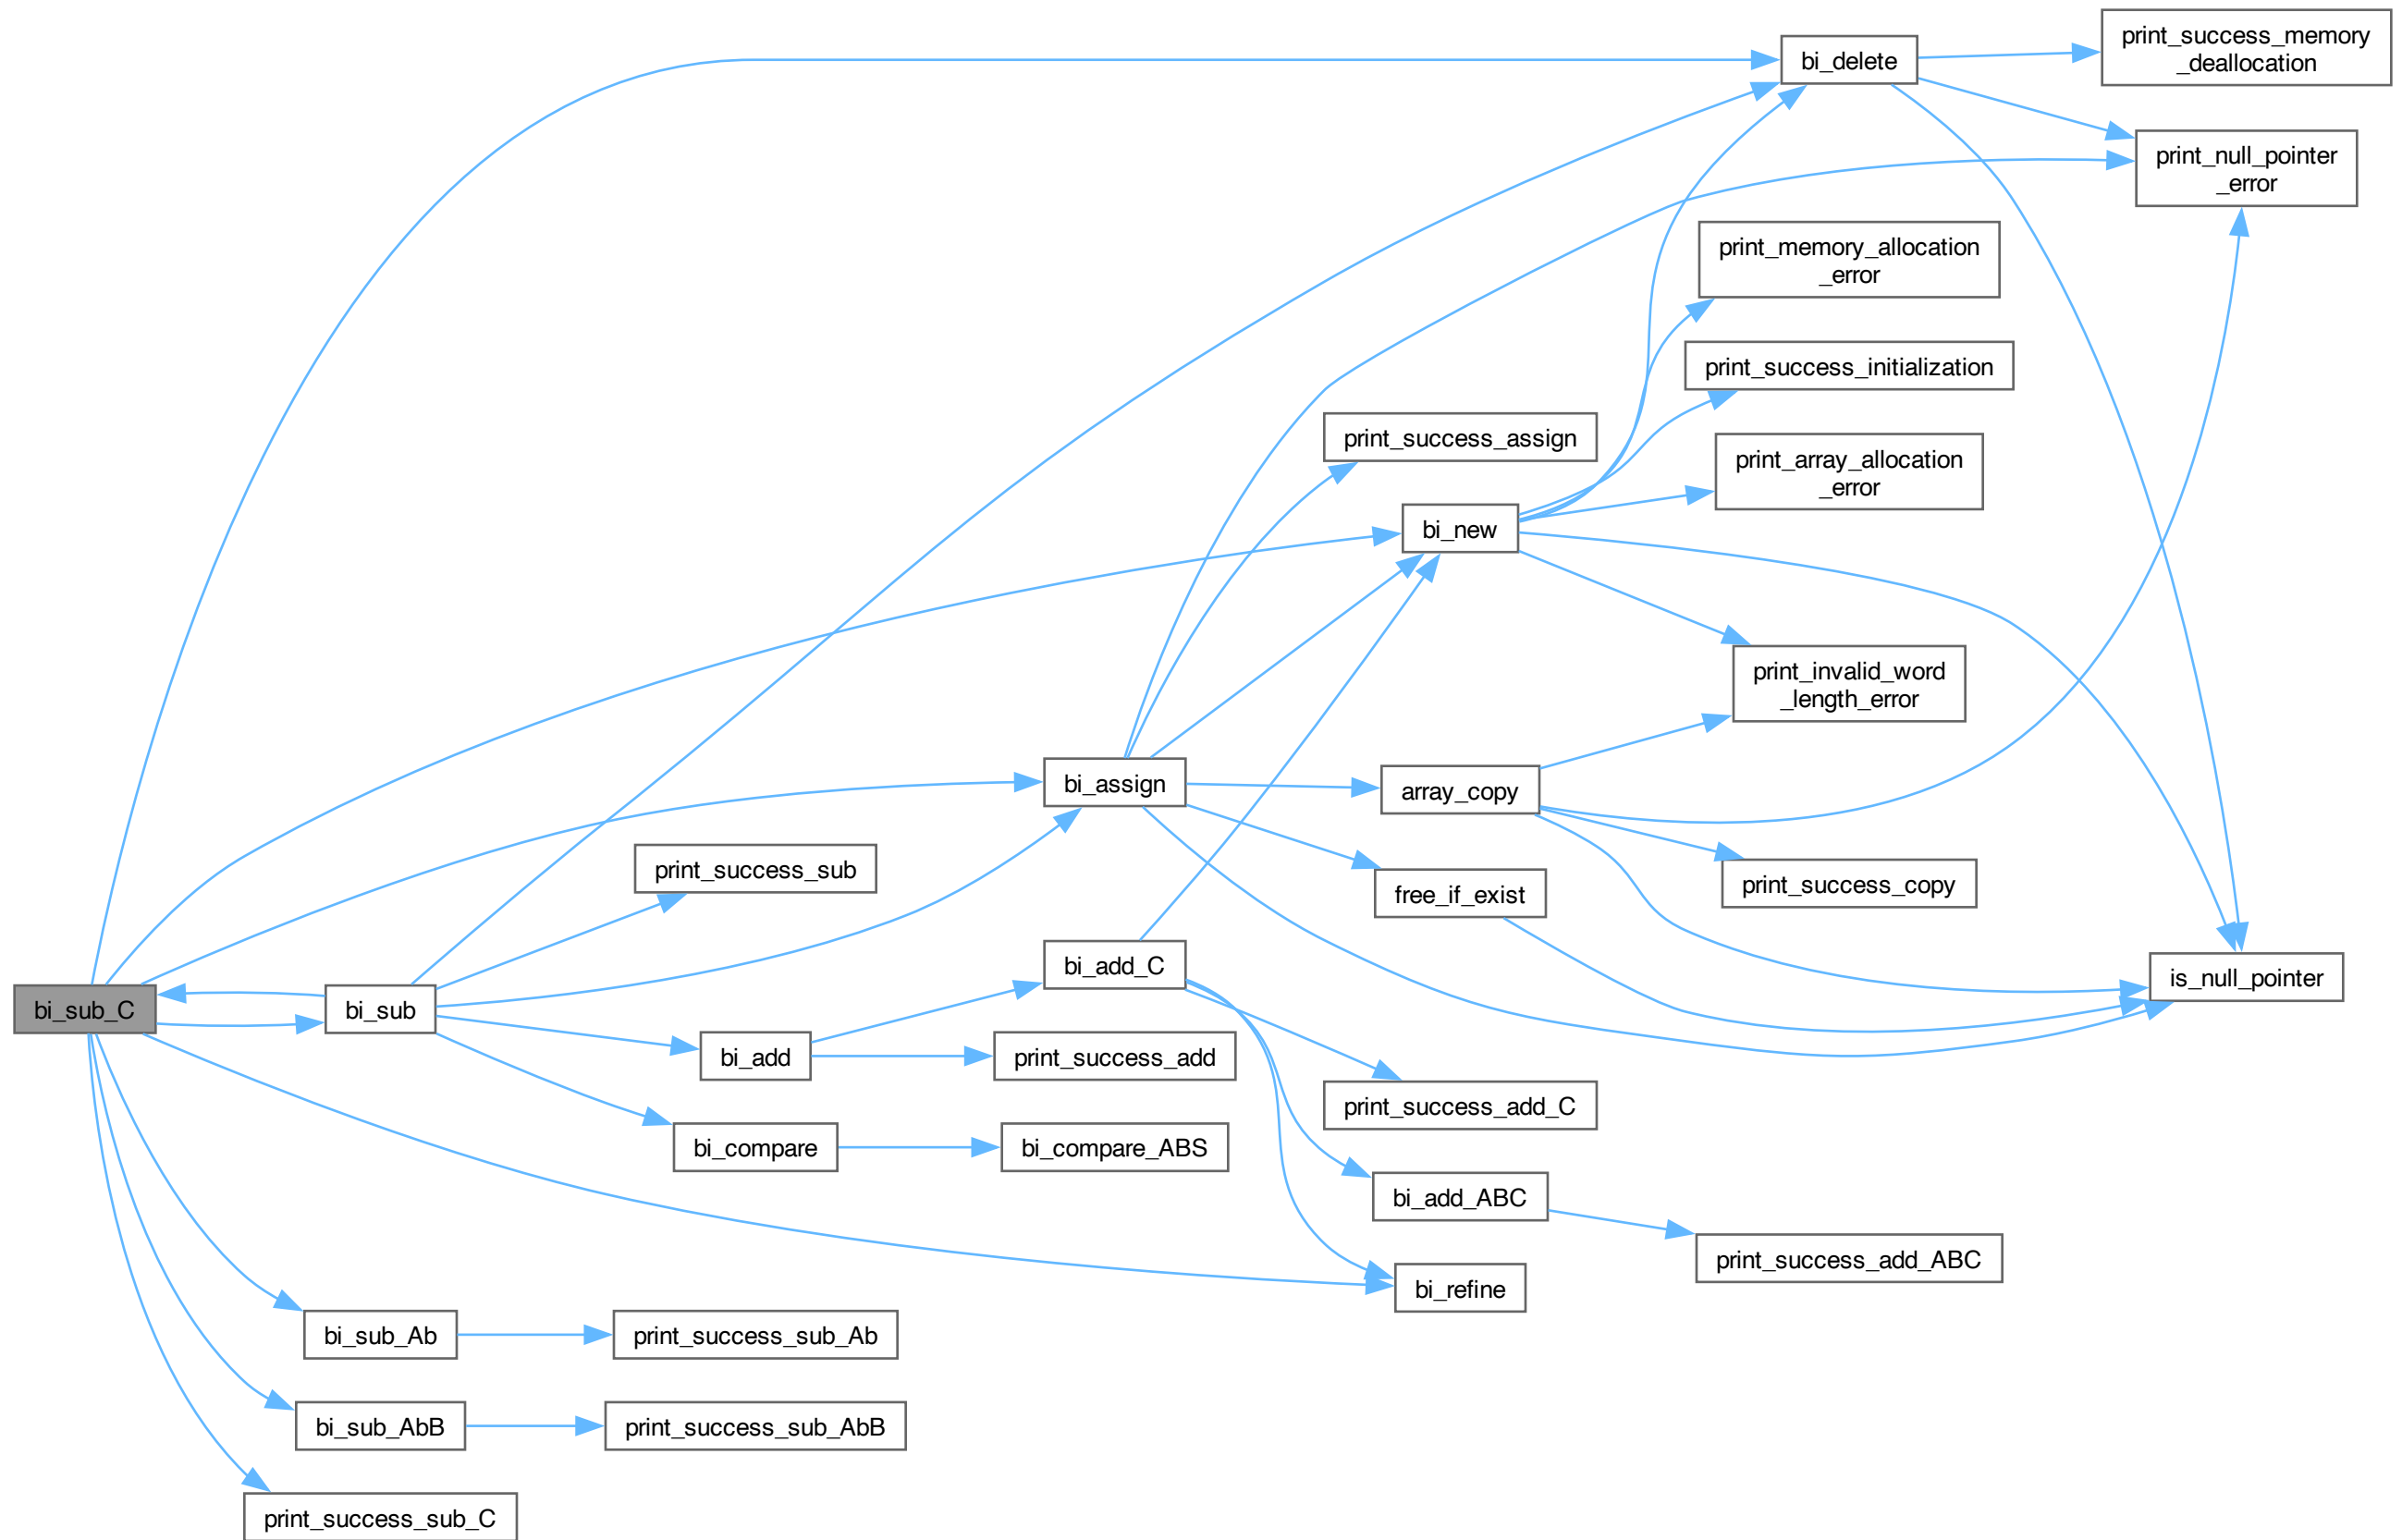 print_success_memory
_deallocation
bi_delete
print_null_pointer
_error
print_memory_allocation
_error
print_success_initialization
print_success_assign
print_array_allocation
_error
bi_new
print_invalid_word
_length_error
bi_assign
array_copy
print_success_sub
print_success_copy
free_if_exist
bi_add_C
is_null_pointer
bi_sub_C
bi_sub
bi_add
print_success_add
print_success_add_C
bi_compare
bi_compare_ABS
bi_add_ABC
print_success_add_ABC
bi_refine
bi_sub_Ab
print_success_sub_Ab
bi_sub_AbB
print_success_sub_AbB
print_success_sub_C